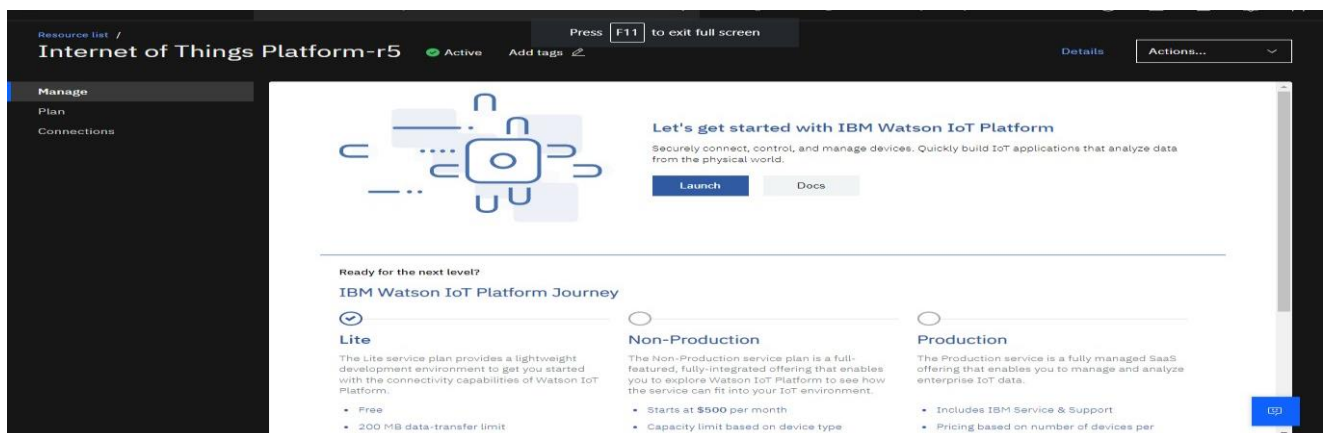 Resource list /
Press F11 to exit full screen
Internet of Things Platform-r5 Active Add tags Details Actions...
Manage
Plan
Connections
Let's get started with IBM Watson IoT Platform
Securely connect, control, and manage devices. Quickly build IoT applications that analyze data
from the physical world.
Launch Docs
Ready for the next level?
IBM Watson IoT Platform Journey
Lite
The Lite service plan provides a lightweight
development environment to get you started
with the connectivity capabilities of Watson IoT
Platform.
• Free
• 200 MB data-transfer limit
Non-Production
The Non-Production service plan is a full-
featured, fully-integrated offering that enables
you to explore Watson IoT Platform to see how
the service can fit into your IoT environment.
• Starts at $500 per month
• Capacity limit based on device type
Production
The Production service is a fully managed SaaS
offering that enables you to manage and analyze
enterprise IoT data.
• Includes IBM Service & Support
• Pricing based on number of devices per